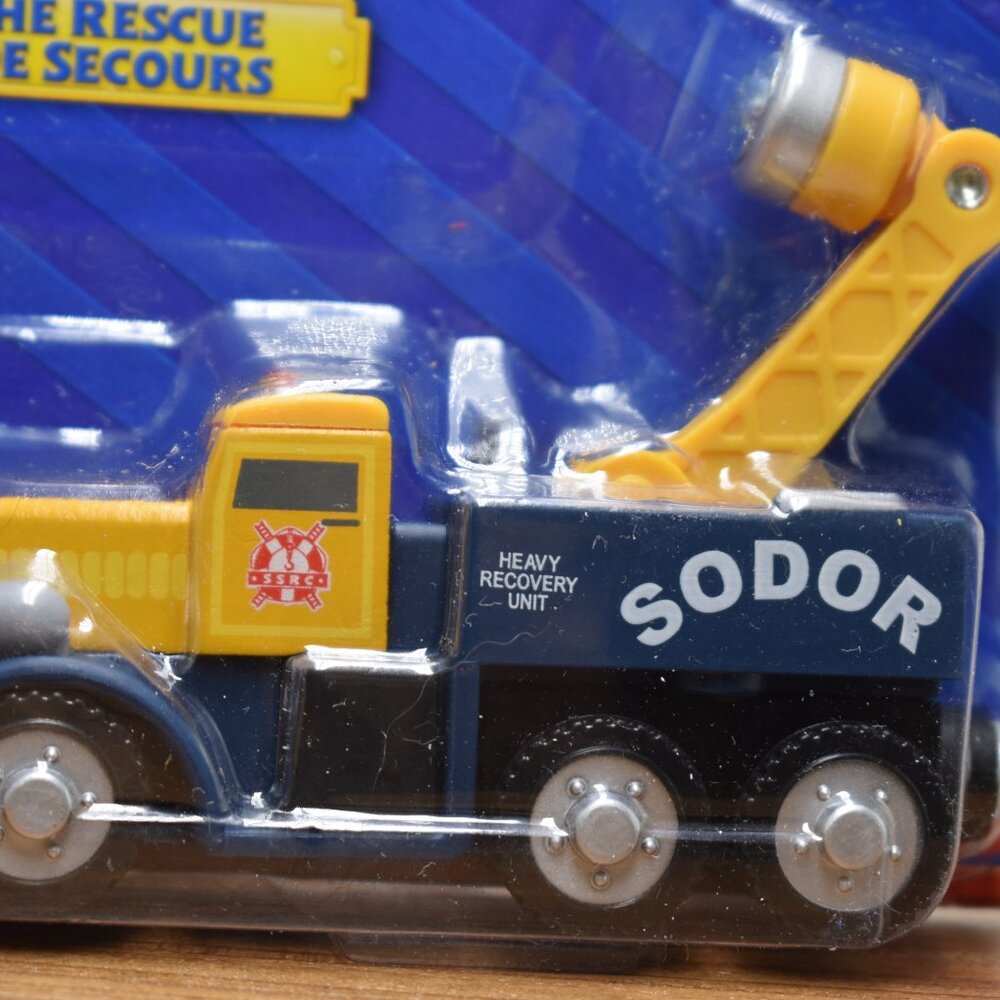 HE RESCUE
E SECOURS
SSRC
HEAVY
RECOVERY
UNIT
SODOR